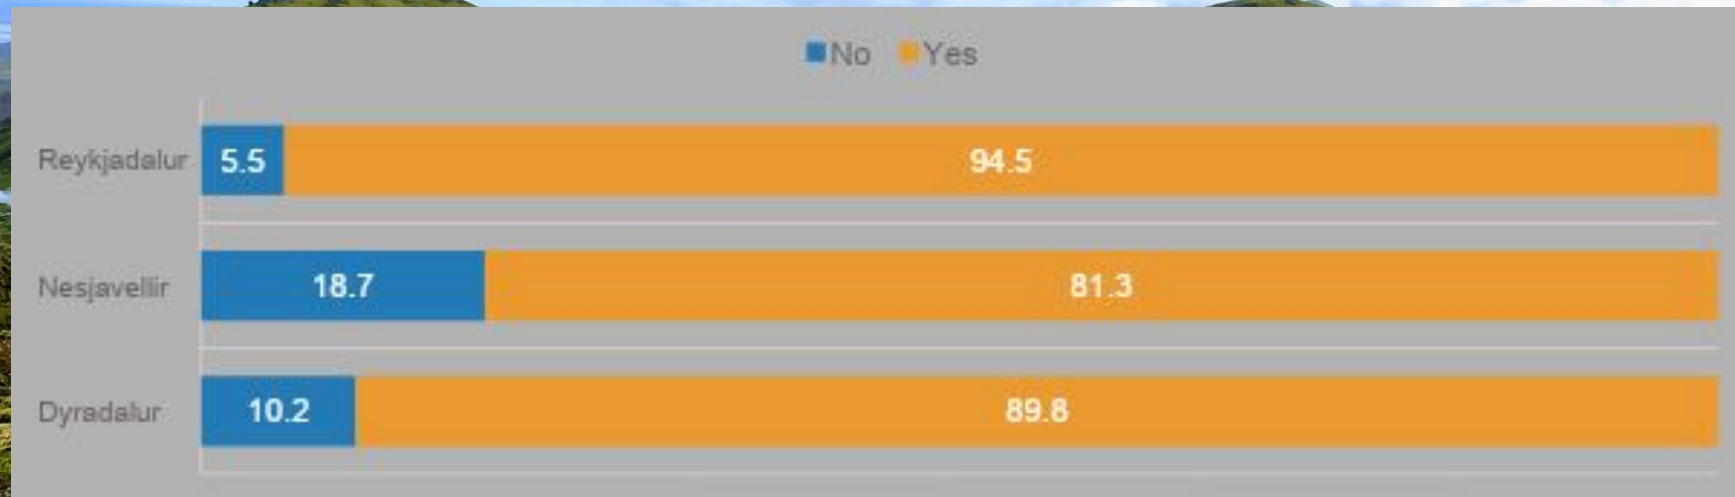 No Yes
Reykjadalur 5.5 94.5
Nesjavellir 18.7 81.3
Dyradalur 10.2 89.8